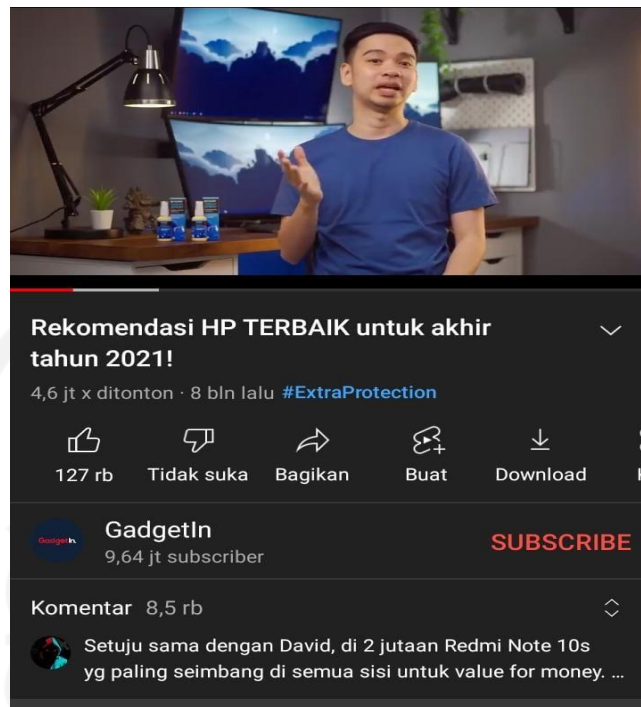 Rekomendasi HP TERBAIK untuk akhir
tahun 2021!
4,6 jt x ditonton · 8 bln lalu #ExtraProtection
127 rb
Tidak suka
Bagikan
Buat
Download
GadgetIn.
GadgetIn
9,64 jt subscriber
SUBSCRIBE
Komentar 8,5 rb
Setuju sama dengan David, di 2 jutaan Redmi Note 10s
yg paling seimbang di semua sisi untuk value for money. ...